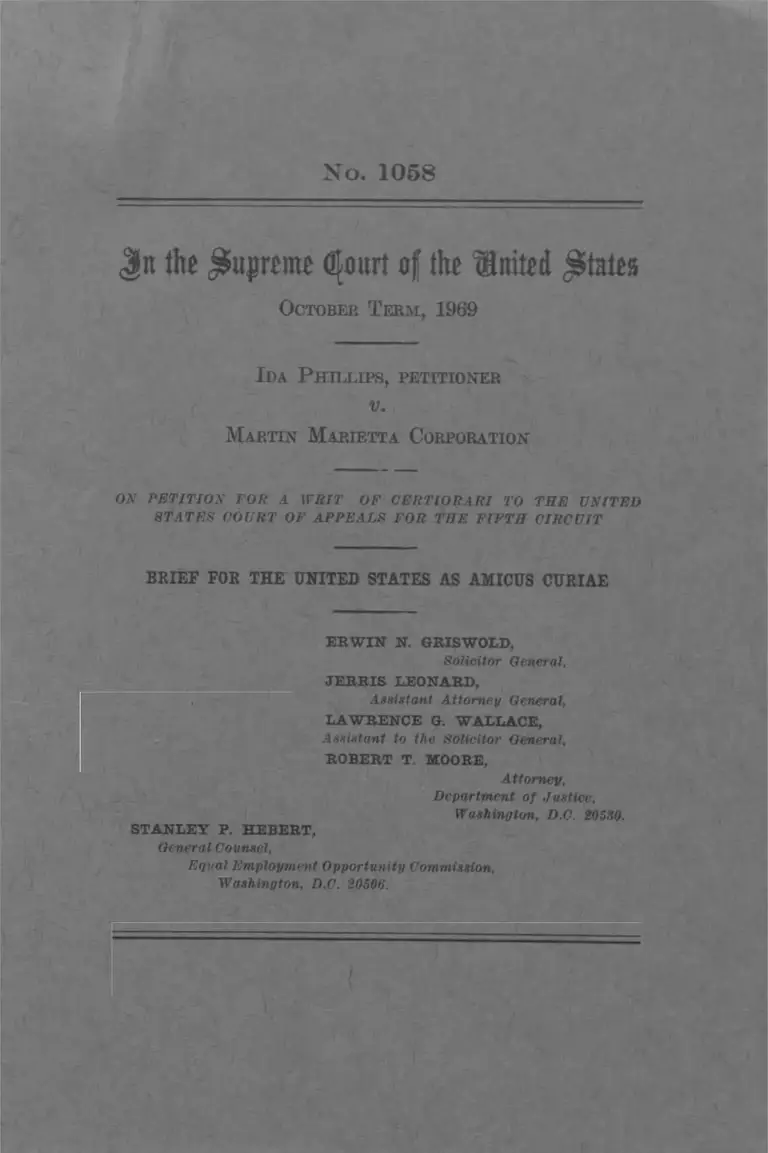 No. 1058
In the Supreme Court of the United States
OCTOBER TERM, 1969
IDA PHILLIPS, PETITIONER
v.
MARTIN MARIETTA CORPORATION
ON PETITION FOR A WRIT OF CERTIORARI TO THE UNITED
STATES COURT OF APPEALS FOR THE FIFTH CIRCUIT
BRIEF FOR THE UNITED STATES AS AMICUS CURIAE
ERWIN N. GRISWOLD,
Solicitor General,
JERRIS LEONARD,
Assistant Attorney General,
LAWRENCE G. WALLACE,
Assistant to the Solicitor General,
ROBERT T. MOORE,
Attorney,
Department of Justice,
Washington, D.C. 20530.
STANLEY P. HEBERT,
General Counsel,
Equal Employment Opportunity Commission,
Washington, D.C. 20506.